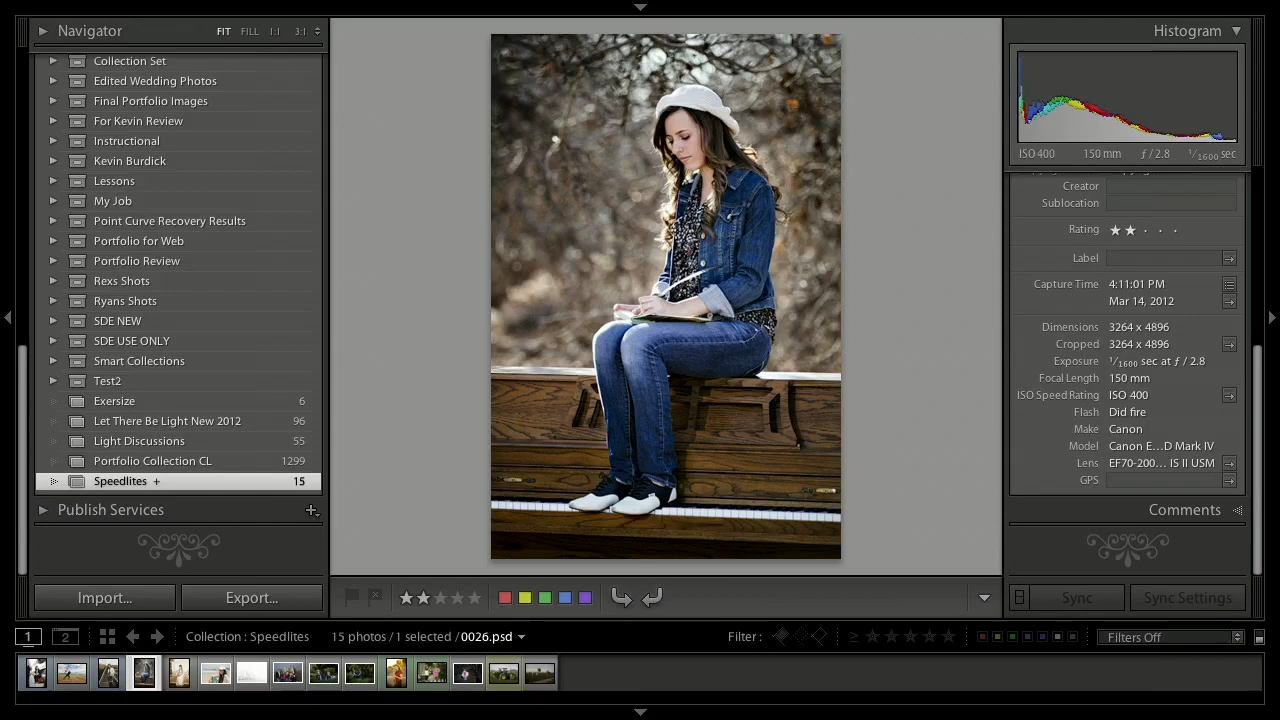 Navigator FIT FILL 1:1 3:1
Collection Set
Edited Wedding Photos
Final Portfolio Images
For Kevin Review
Instructional
Kevin Burdick
Lessons
My Job
Point Curve Recovery Results
Portfolio for Web
Portfolio Review
Rexs Shots
Ryans Shots
SDE NEW
SDE USE ONLY
Smart Collections
Test2
Exersize 6
Let There Be Light New 2012 96
Light Discussions 55
Portfolio Collection CL 1299
Speedlites + 15
Publish Services +
Import... Export...
Histogram
ISO 400 150 mm ƒ / 2.8 1/1600 sec
Creator
Sublocation
Rating ★ ★ · · ·
Label
Capture Time 4:11:01 PM
Mar 14, 2012
Dimensions 3264 x 4896
Cropped 3264 x 4896
Exposure 1/1600 sec at ƒ / 2.8
Focal Length 150 mm
ISO Speed Rating ISO 400
Flash Did fire
Make Canon
Model Canon E...D Mark IV
Lens EF70-200... IS II USM
GPS
Comments
Sync Sync Settings
1 2 Collection : Speedlites 15 photos / 1 selected / 0026.psd Filter : ≥ Filters Off